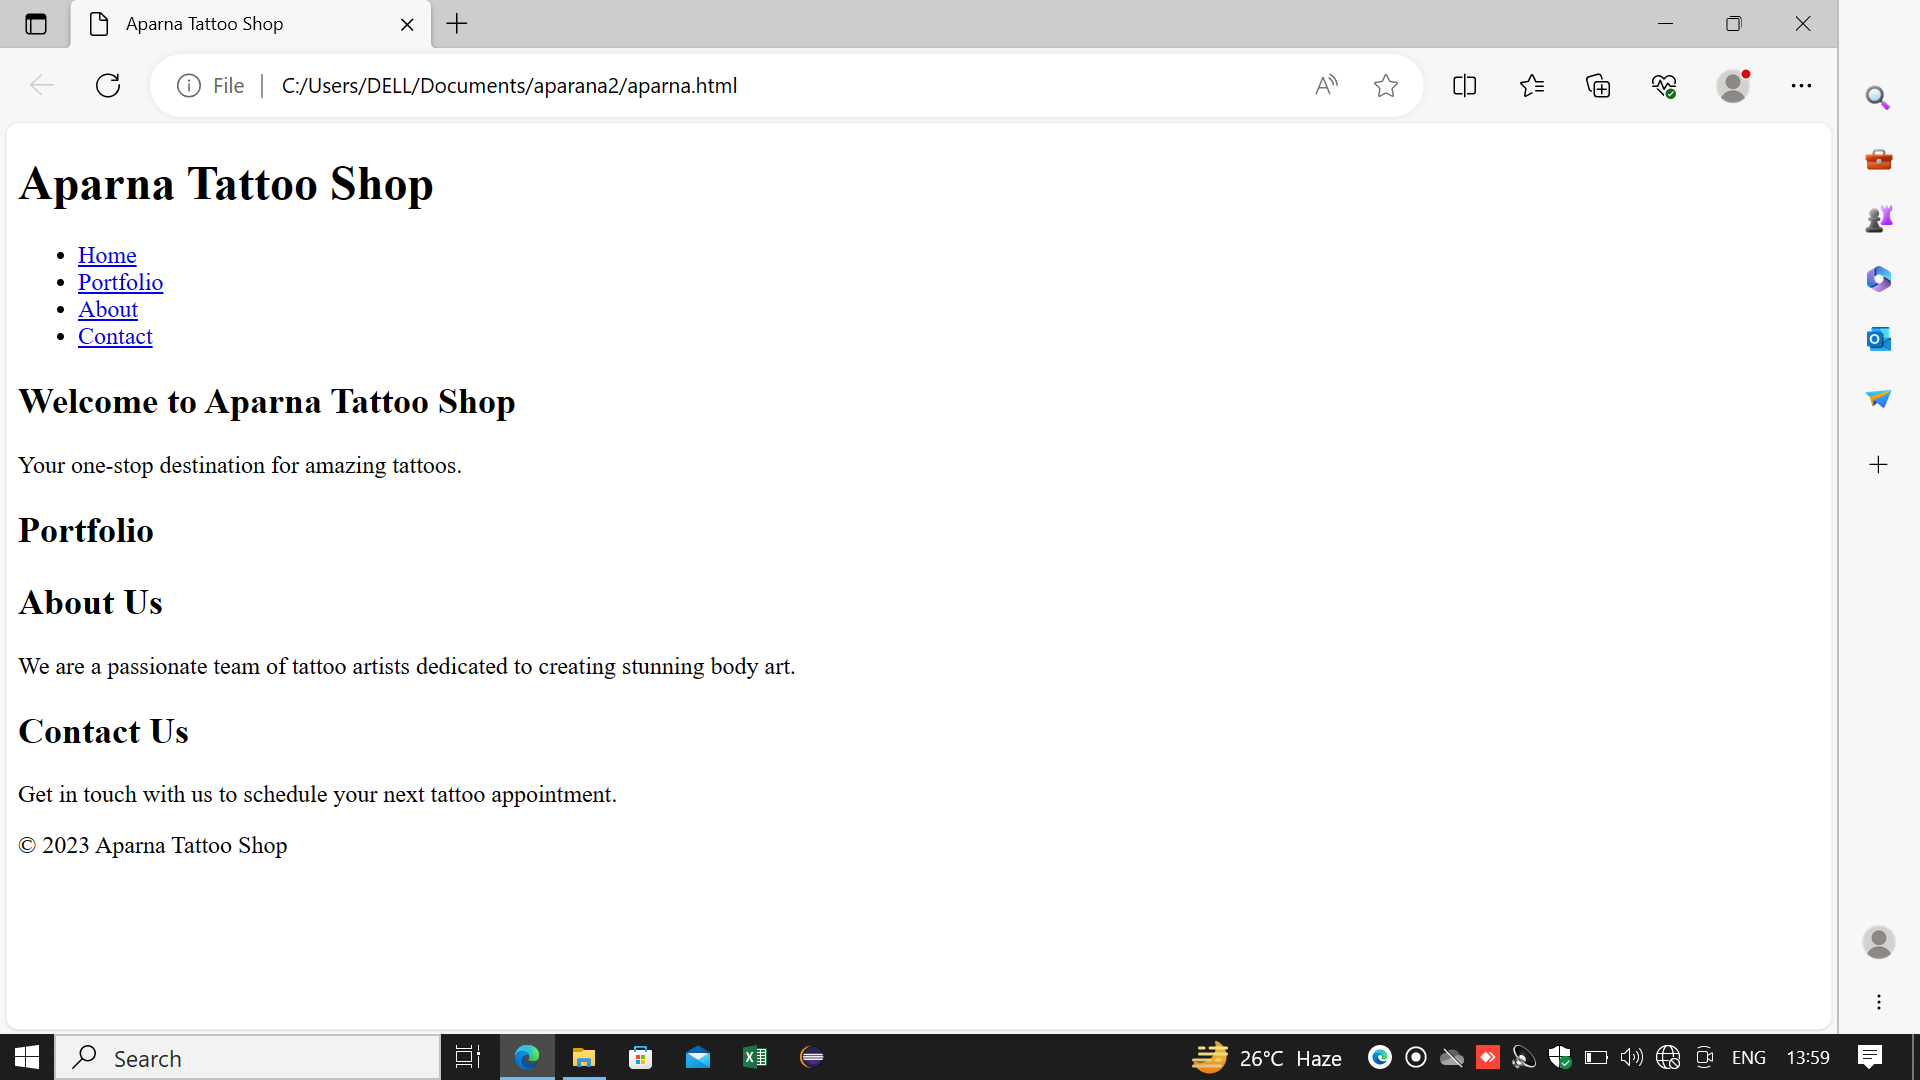 Aparna Tattoo Shop
File
C:/Users/DELL/Documents/aparana2/aparna.html
Aparna Tattoo Shop
Home
Portfolio
About
Contact
Welcome to Aparna Tattoo Shop
Your one-stop destination for amazing tattoos.
Portfolio
About Us
We are a passionate team of tattoo artists dedicated to creating stunning body art.
Contact Us
Get in touch with us to schedule your next tattoo appointment.
© 2023 Aparna Tattoo Shop
Search
26°C Haze
ENG
13:59